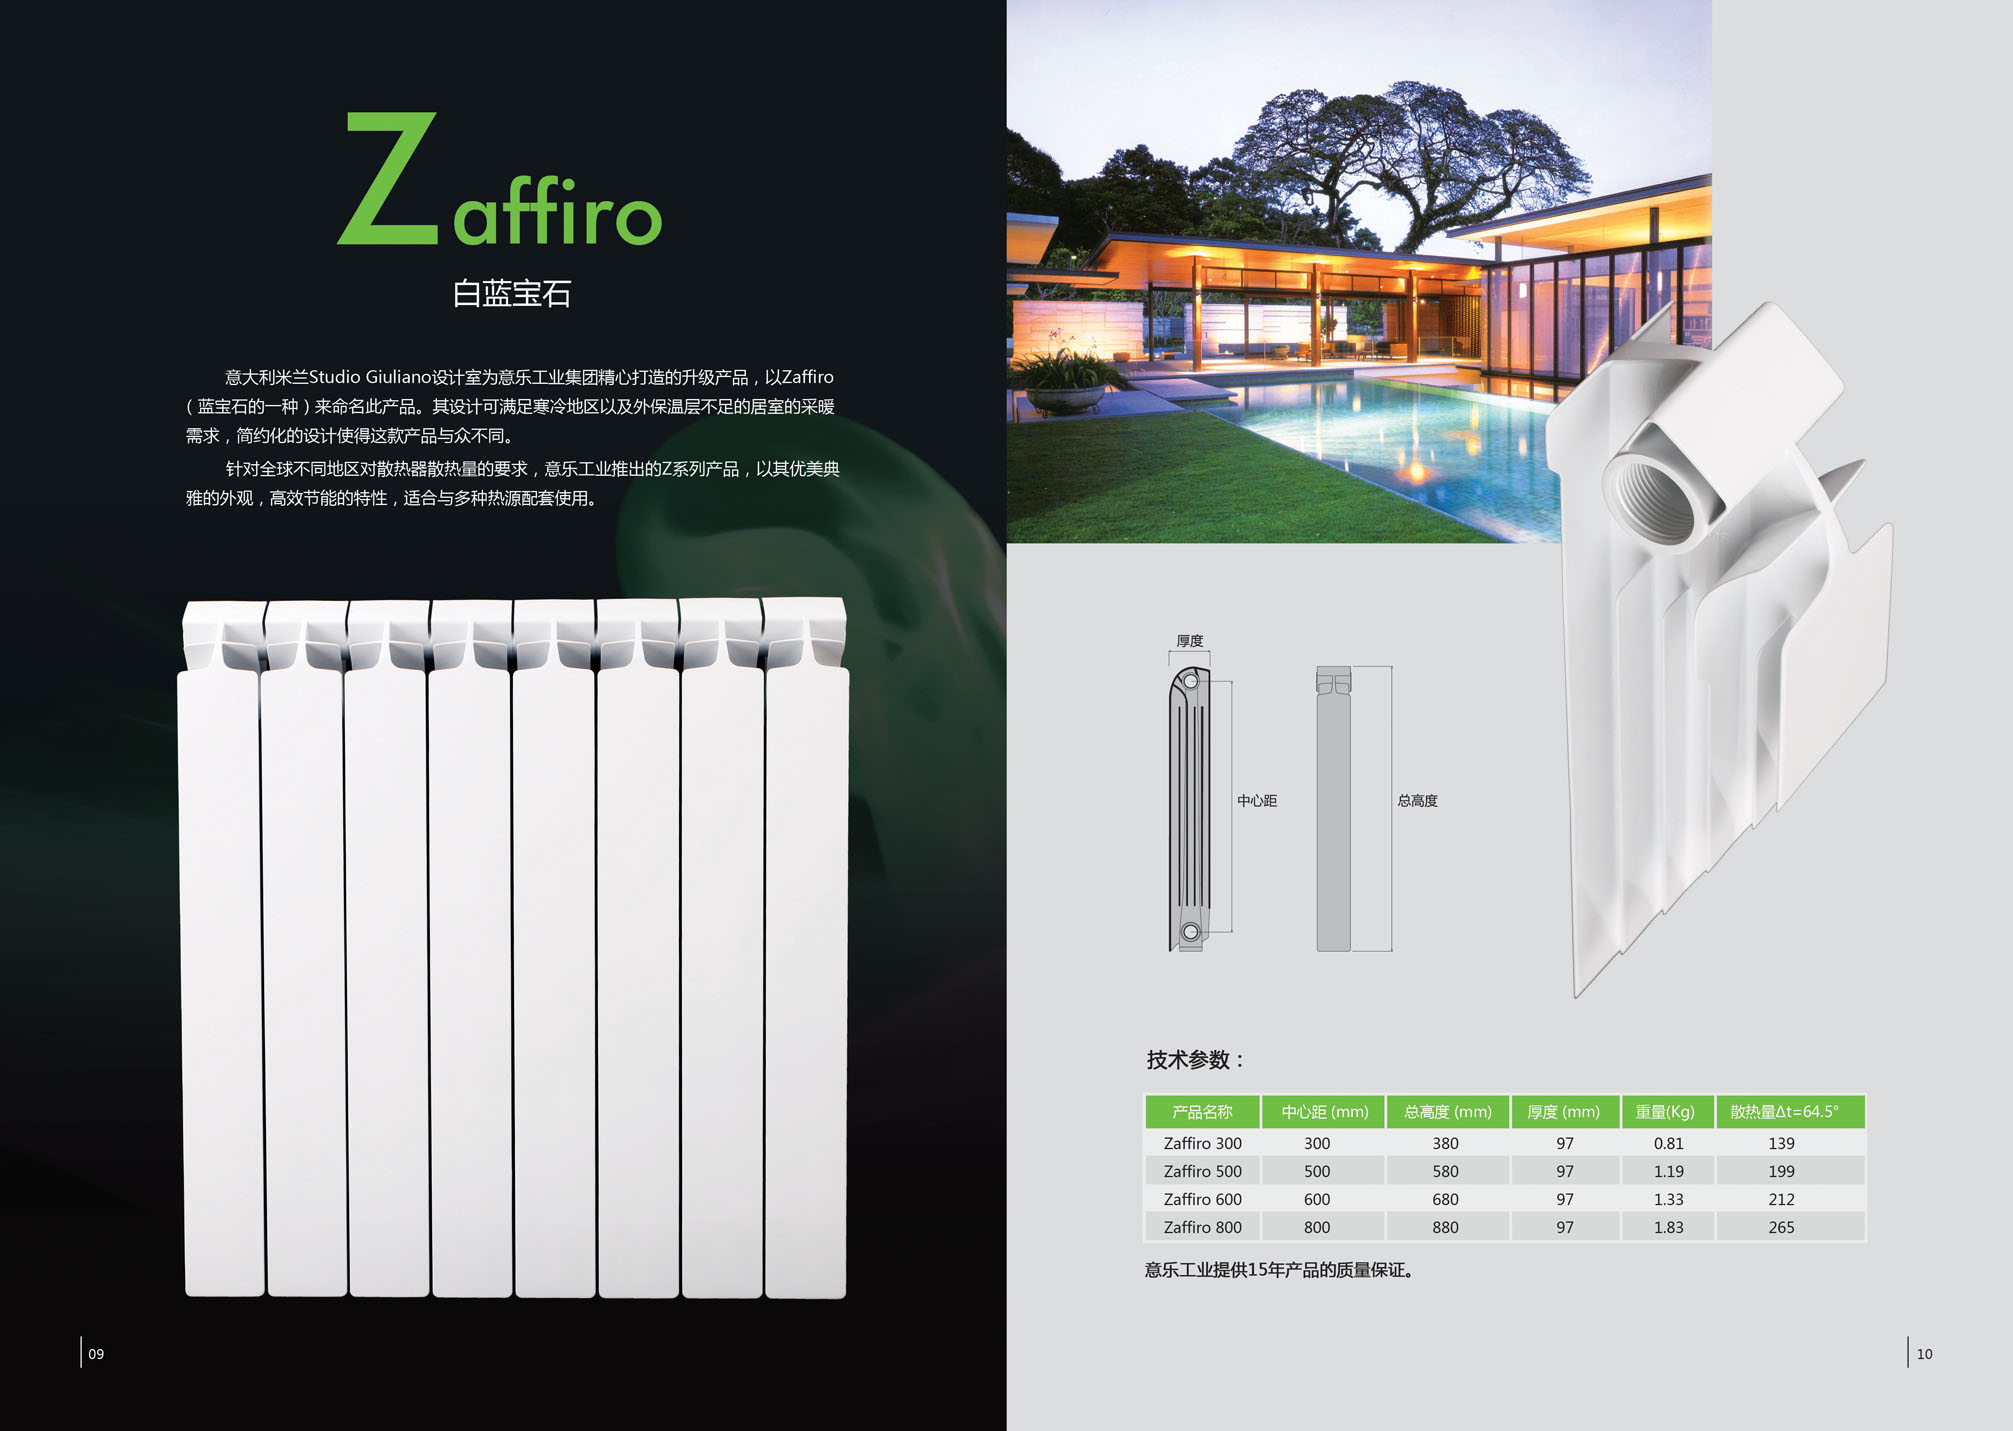 Zaffiro
白蓝宝石
意大利米兰Studio Giuliano设计室为意乐工业集团精心打造的升级产品，以Zaffiro
（蓝宝石的一种）来命名此产品。其设计可满足寒冷地区以及外保温层不足的居室的采暖
需求，简约化的设计使得这款产品与众不同。
针对全球不同地区对散热器散热量的要求，意乐工业推出的Z系列产品，以其优美典
雅的外观，高效节能的特性，适合与多种热源配套使用。
09
厚度
中心距
总高度
技术参数：
产品名称 中心距 (mm) 总高度 (mm) 厚度 (mm) 重量(Kg) 散热量Δt=64.5°
Zaffiro 300 300 380 97 0.81 139
Zaffiro 500 500 580 97 1.19 199
Zaffiro 600 600 680 97 1.33 212
Zaffiro 800 800 880 97 1.83 265
意乐工业提供15年产品的质量保证。
10